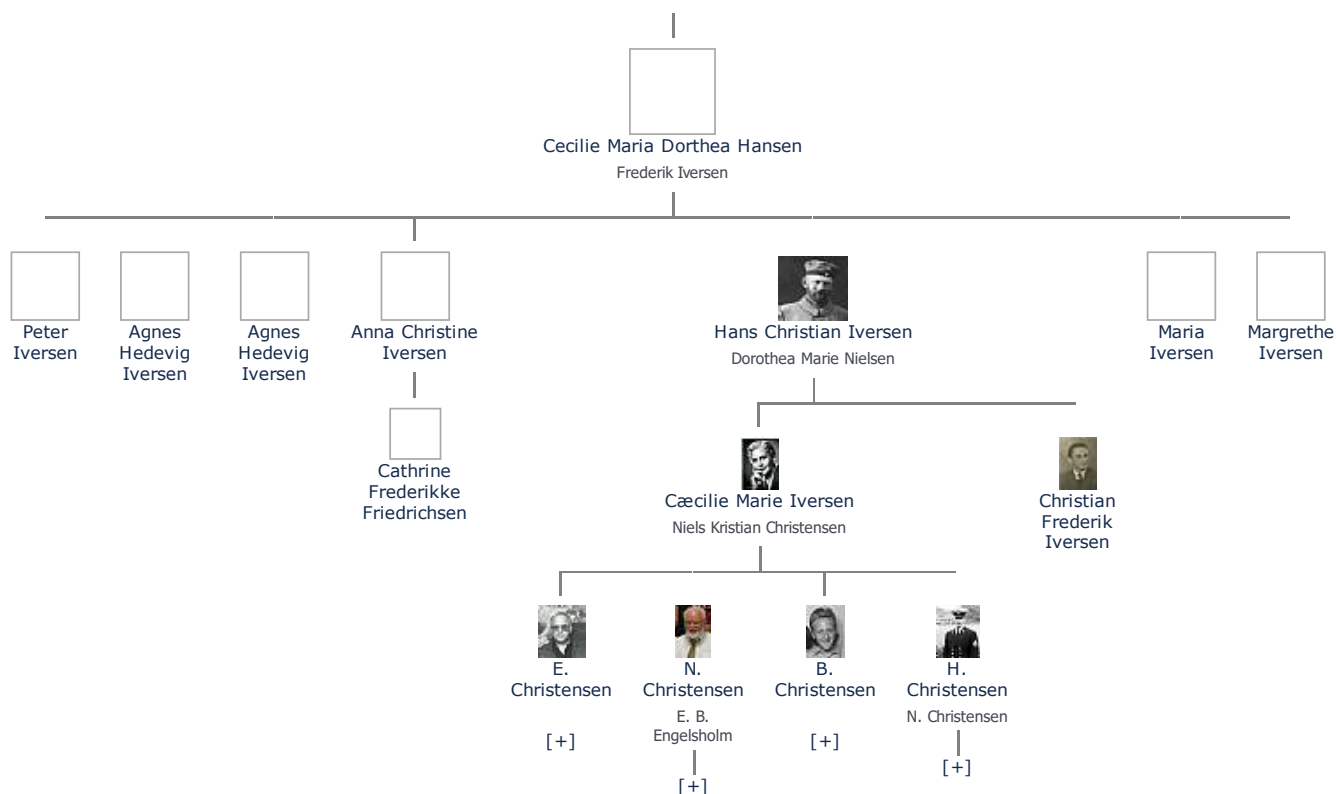 Cecilie Maria Dorthea Hansen
Frederik Iversen
Peter
Iversen
Agnes
Hedevig
Iversen
Agnes
Hedevig
Iversen
Anna Christine
Iversen
Hans Christian Iversen
Dorothea Marie Nielsen
Maria
Iversen
Margrethe
Iversen
Cathrine
Frederikke
Friedrichsen
Cæcilie Marie Iversen
Niels Kristian Christensen
Christian
Frederik
Iversen
E.
Christensen
[+]
N.
Christensen
E. B.
Engelsholm
[+]
B.
Christensen
[+]
H.
Christensen
N. Christensen
[+]